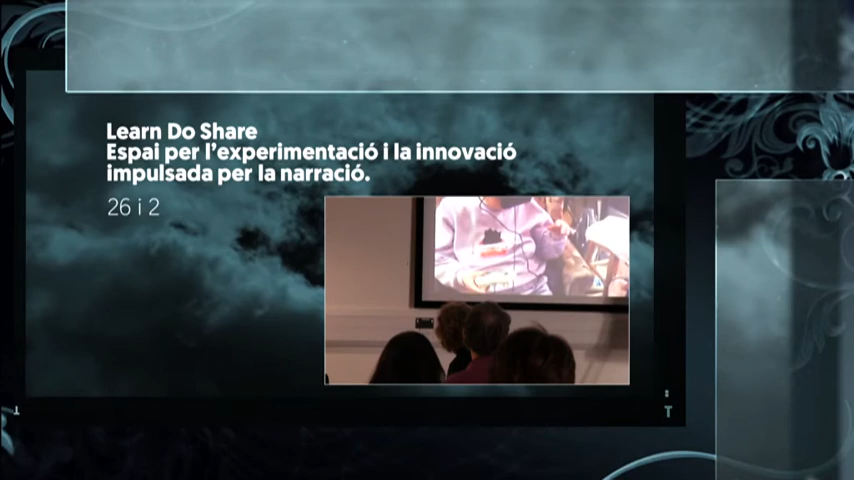 Learn Do Share
Espai per l'experimentació i la innovació
impulsada per la narració.
26 i 2